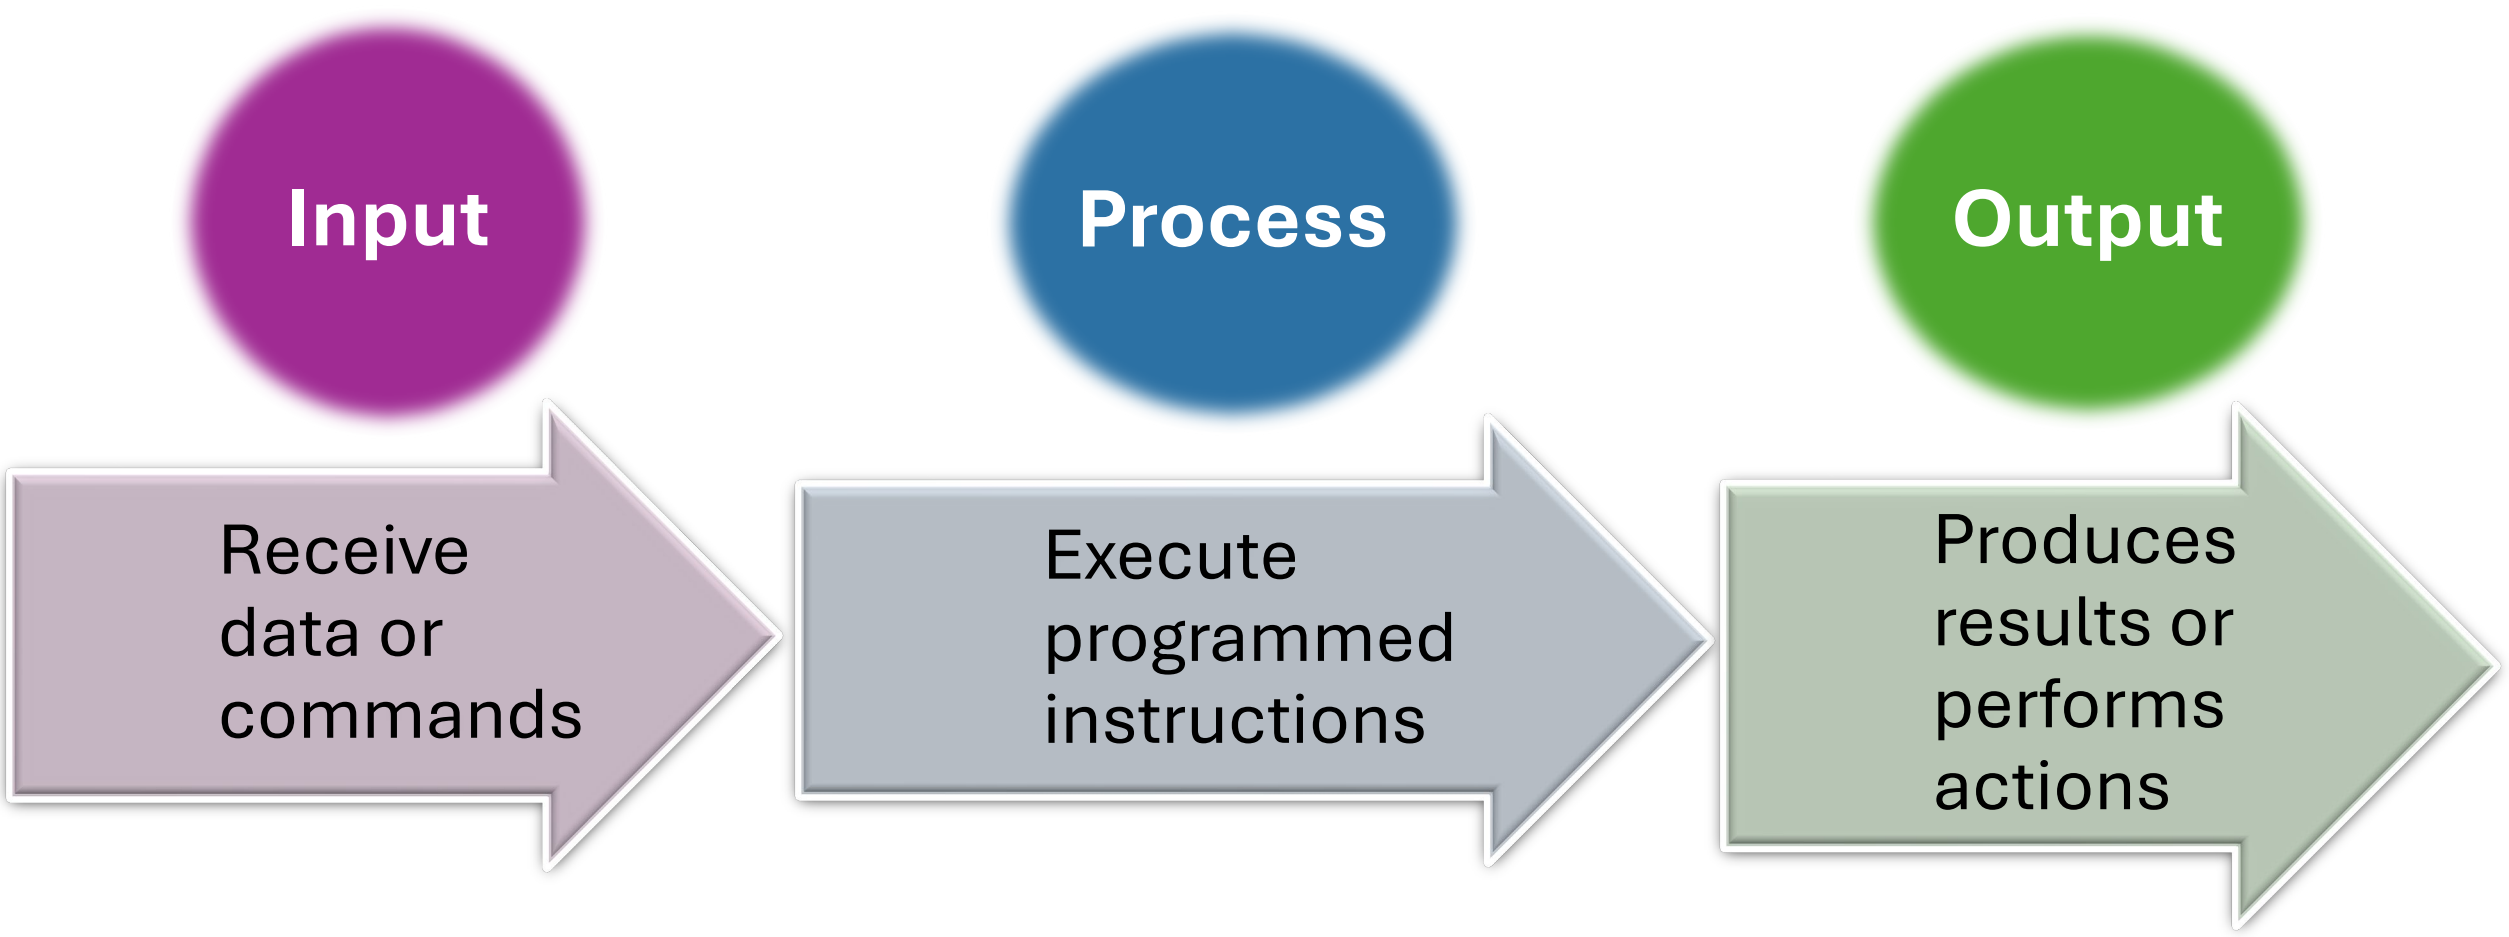 Input
Receive
data or
commands
Process
Execute
programmed
instructions
Output
Produces
results or
performs
actions